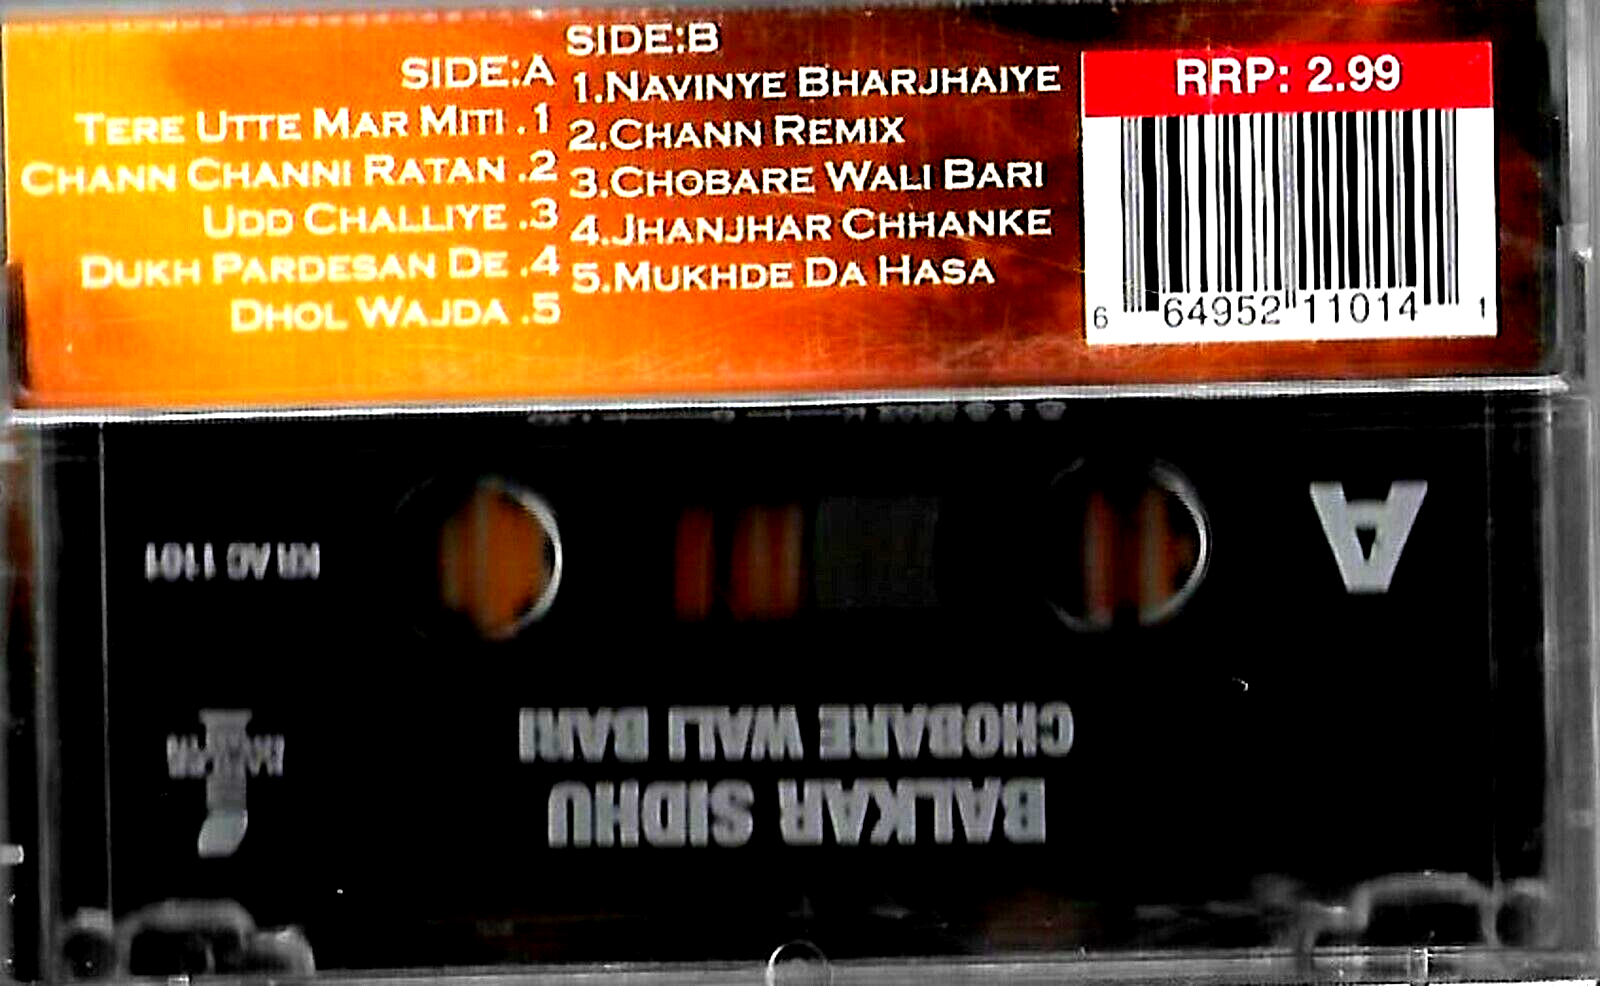 SIDE:A
TERE UTTE MAR MITI .1
CHANN CHANNI RATAN .2
UDD CHALLIYE .3
DUKH PARDESAN DE .4
DHOL WAJDA .5
SIDE:B
1.NAVINYE BHARJHAIYE
2.CHANN REMIX
3.CHOBARE WALI BARI
4.JHANJHAR CHHANKE
5.MUKHDE DA HASA
RRP: 2.99
6 64952 11014 1
A
1101
CHOBARE WALI BARI
BALKAR SIDHU